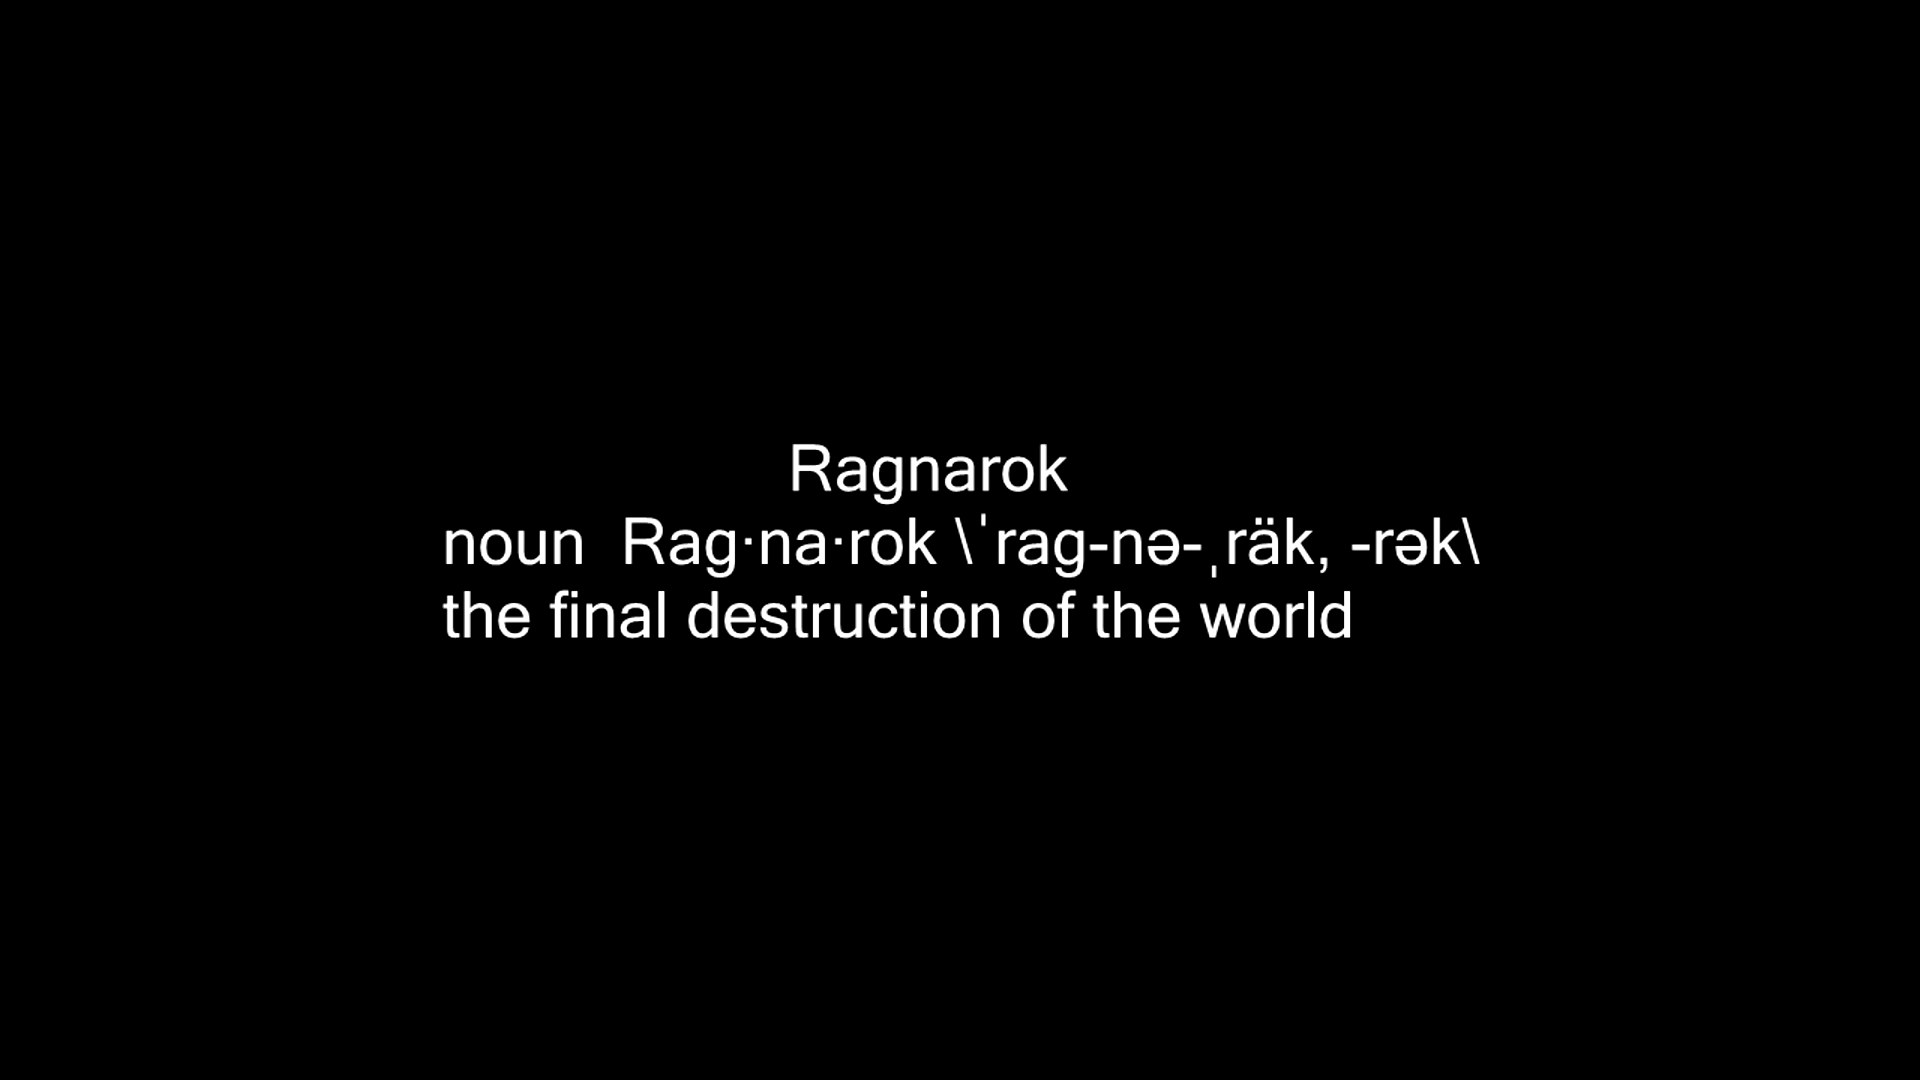 Ragnarok
noun  Rag·na·rok \ˈrag-nə-ˌräk, -rək\
the final destruction of the world